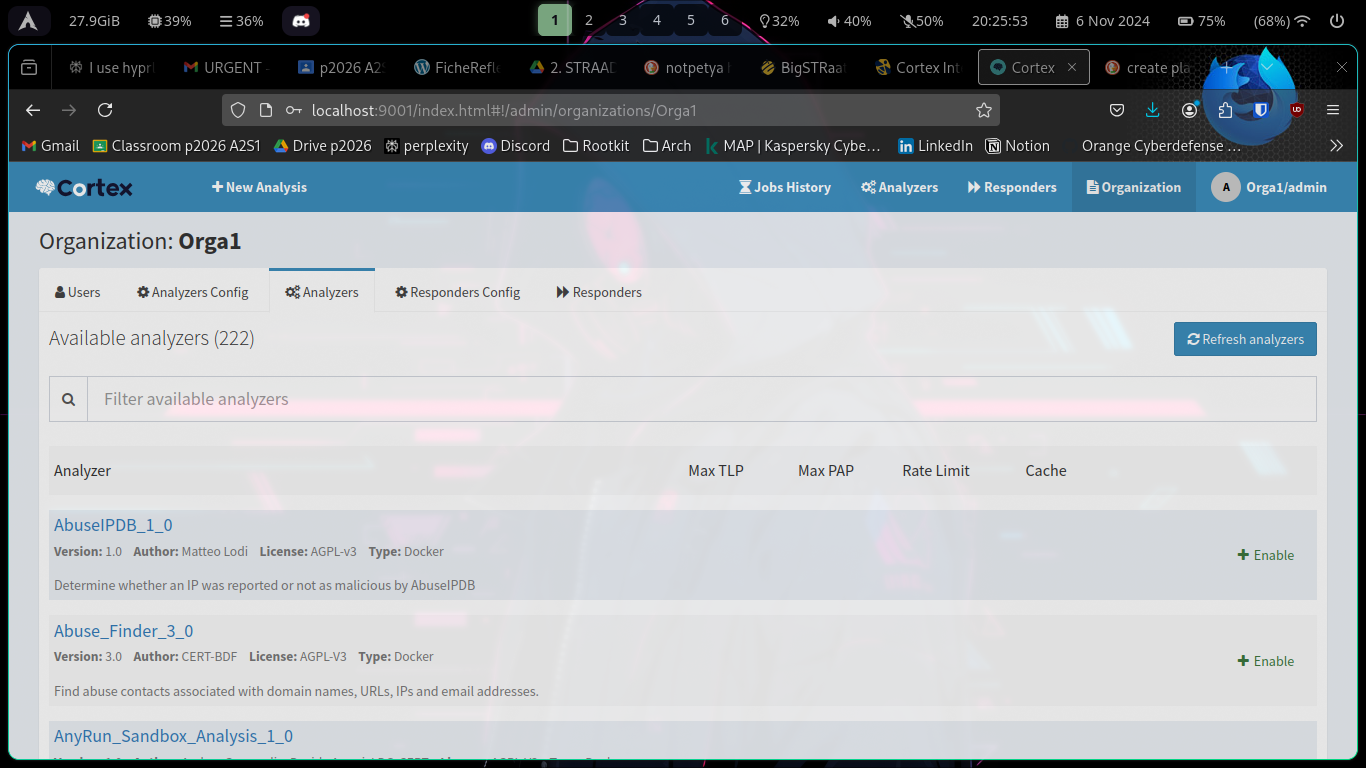 27.9GiB 39% 36% 1 2 3 4 5 6 32% 40% 50% 20:25:53 6 Nov 2024 75% (68%)
I use hypr URGENT - p2026 A2S FicheRefle 2. STRAAD notpetya BigSTRaat Cortex Int Cortex create pla
localhost:9001/index.html#!/admin/organizations/Orga1
Gmail Classroom p2026 A2S1 Drive p2026 perplexity Discord Rootkit Arch MAP | Kaspersky Cybe… LinkedIn Notion Orange Cyberdefense …
Cortex New Analysis Jobs History Analyzers Responders Organization A Orga1/admin
Organization: Orga1
Users Analyzers Config Analyzers Responders Config Responders
Available analyzers (222) Refresh analyzers
Filter available analyzers
Analyzer Max TLP Max PAP Rate Limit Cache
AbuseIPDB_1_0
Version: 1.0 Author: Matteo Lodi License: AGPL-v3 Type: Docker
Enable
Determine whether an IP was reported or not as malicious by AbuseIPDB
Abuse_Finder_3_0
Version: 3.0 Author: CERT-BDF License: AGPL-V3 Type: Docker
Enable
Find abuse contacts associated with domain names, URLs, IPs and email addresses.
AnyRun_Sandbox_Analysis_1_0